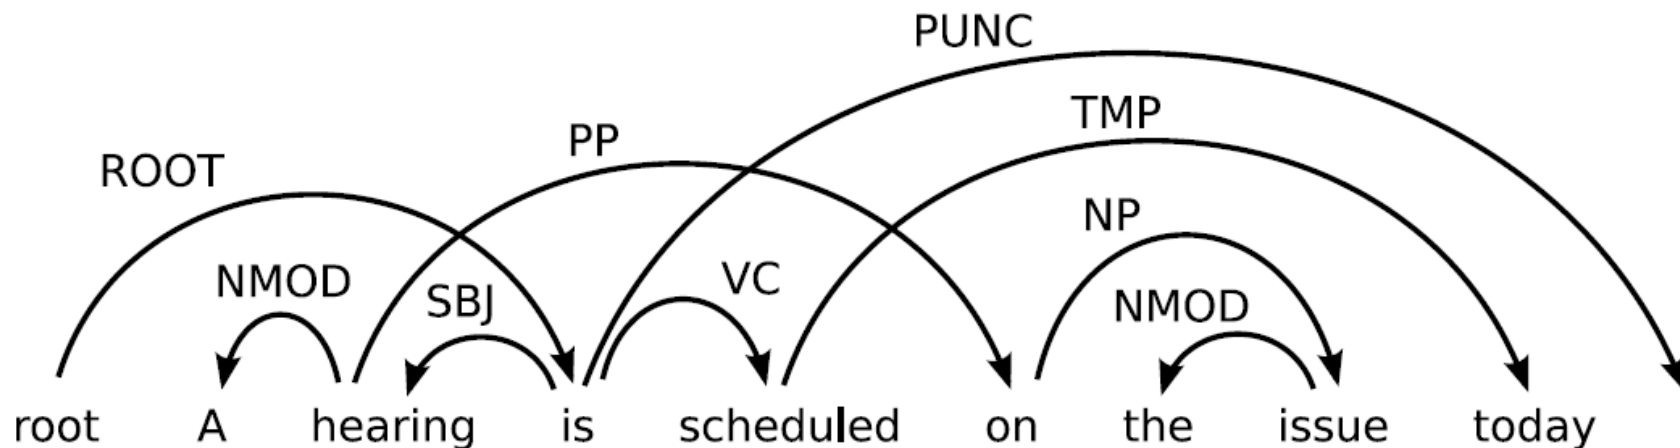 PUNC
TMP
PP
ROOT
NP
NMOD SBJ VC NMOD
root A hearing is scheduled on the issue today